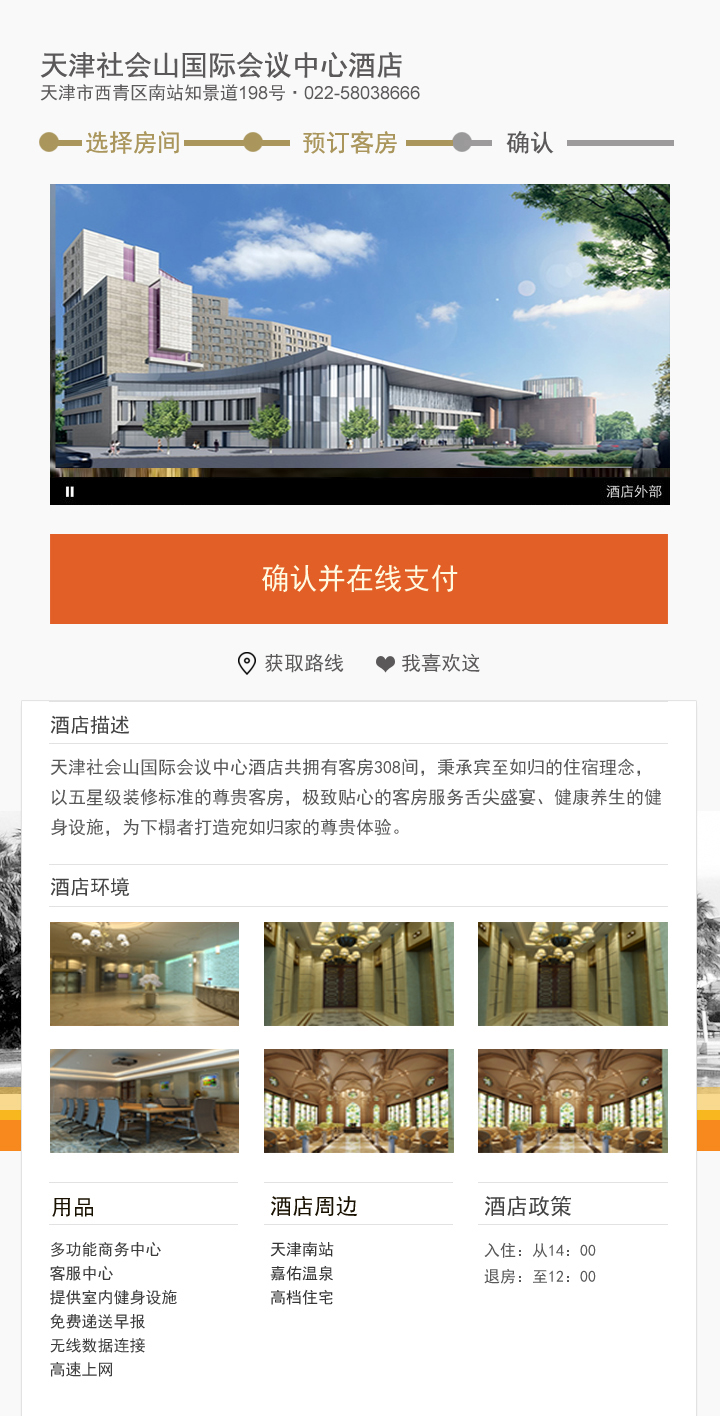 天津社会山国际会议中心酒店
天津市西青区南站知景道198号·022-58038666
选择房间 预订客房 确认
酒店外部
确认并在线支付
获取路线 我喜欢这
酒店描述
天津社会山国际会议中心酒店共拥有客房308间，秉承宾至如归的住宿理念，
以五星级装修标准的尊贵客房，极致贴心的客房服务舌尖盛宴、健康养生的健
身设施，为下榻者打造宛如归家的尊贵体验。
酒店环境
用品
多功能商务中心
客服中心
提供室内健身设施
免费递送早报
无线数据连接
高速上网
酒店周边
天津南站
嘉佑温泉
高档住宅
酒店政策
入住：从14：00
退房：至12：00